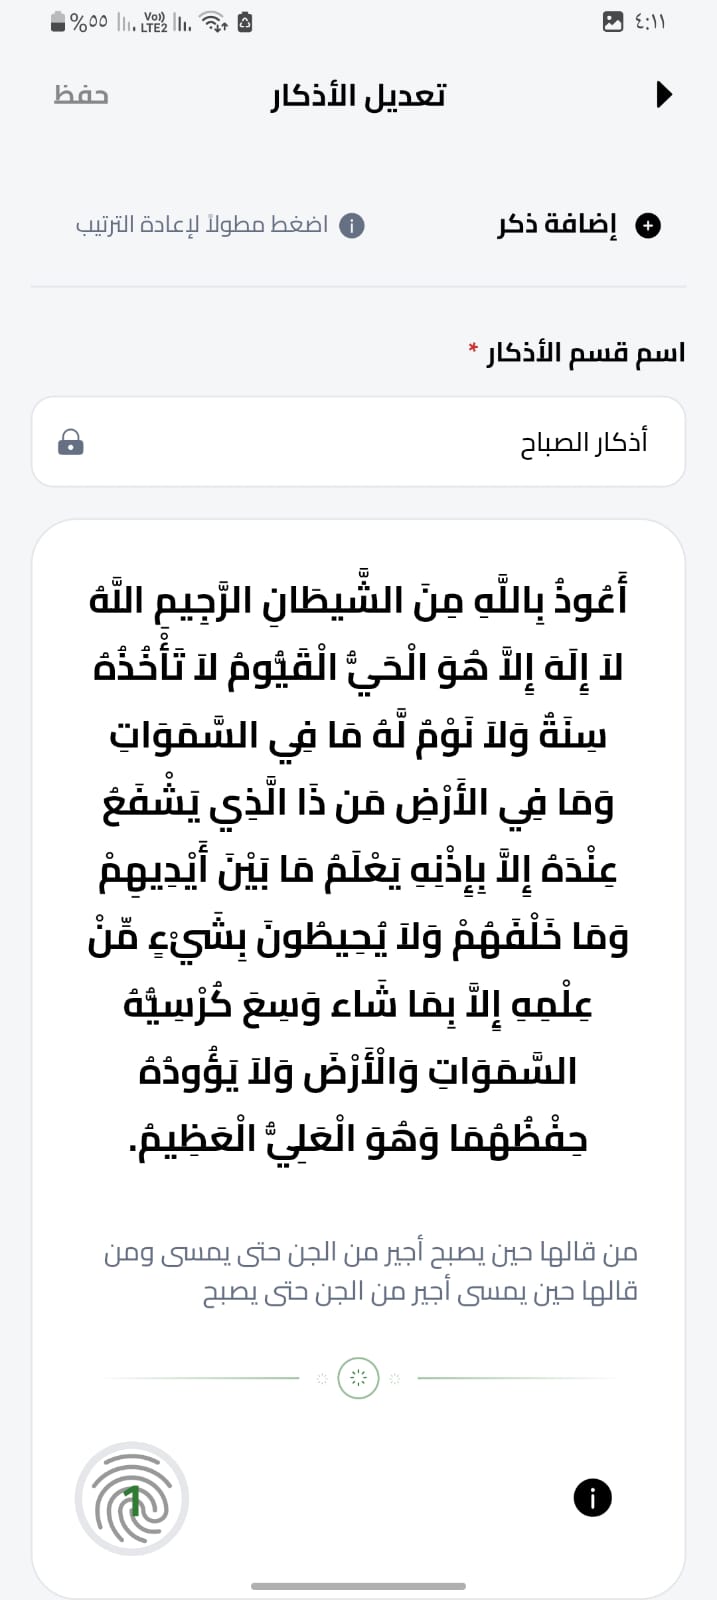 ٤:١١
%٥٥
Vo))
LTE2
تعديل الأذكار
حفظ
إضافة ذكر
اضغط مطولاً لإعادة الترتيب
اسم قسم الأذكار *
أذكار الصباح
أَعُوذُ بِاللَّهِ مِنَ الشَّيطَانِ الرَّجِيمِ اللَّهُ
لاَ إِلَهَ إِلاَّ هُوَ الْحَيُّ الْقَيُّومُ لاَ تَأْخُذُهُ
سِنَةٌ وَلاَ نَوْمٌ لَّهُ مَا فِي السَّمَوَاتِ
وَمَا فِي الأَرْضِ مَن ذَا الَّذِي يَشْفَعُ
عِنْدَهُ إِلاَّ بِإِذْنِهِ يَعْلَمُ مَا بَيْنَ أَيْدِيهِمْ
وَمَا خَلْفَهُمْ وَلاَ يُحِيطُونَ بِشَيْءٍ مِّنْ
عِلْمِهِ إِلاَّ بِمَا شَاء وَسِعَ كُرْسِيُّهُ
السَّمَوَاتِ وَالْأَرْضَ وَلاَ يَؤُودُهُ
حِفْظُهُمَا وَهُوَ الْعَلِيُّ الْعَظِيمُ.
من قالها حين يصبح أجير من الجن حتى يمسى ومن
قالها حين يمسى أجير من الجن حتى يصبح
1